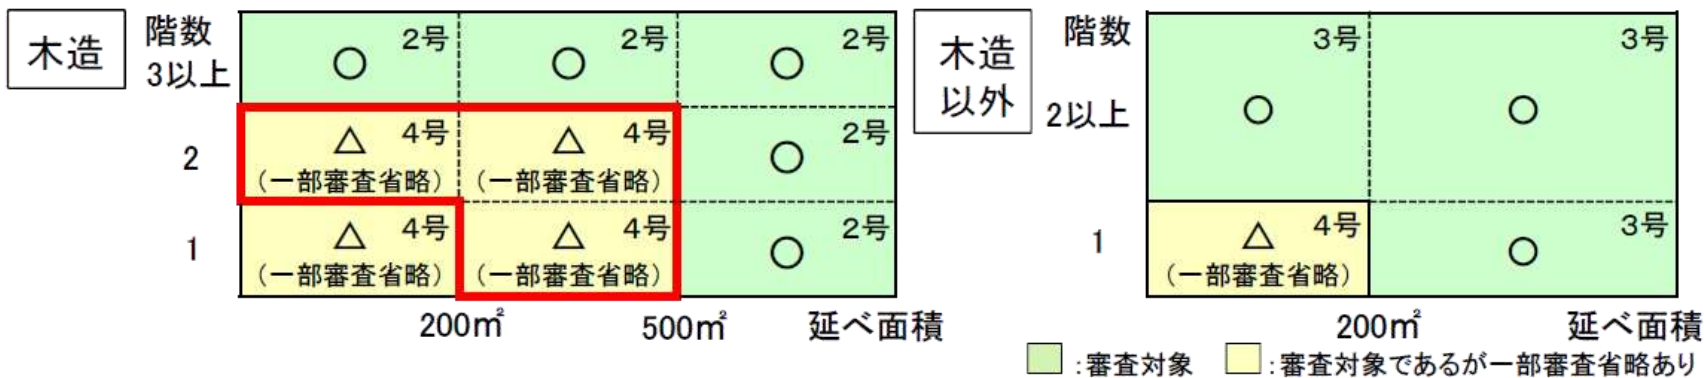 木造
階数
3以上
2号
○
2号
○
2号
○
2
△ 4号
(一部審査省略)
△ 4号
(一部審査省略)
2号
○
1
△ 4号
(一部審査省略)
△ 4号
(一部審査省略)
2号
○
200㎡
500㎡
延べ面積
木造
以外
階数
2以上
3号
○
3号
○
1
△ 4号
(一部審査省略)
3号
○
200㎡
延べ面積
:審査対象
:審査対象であるが一部審査省略あり